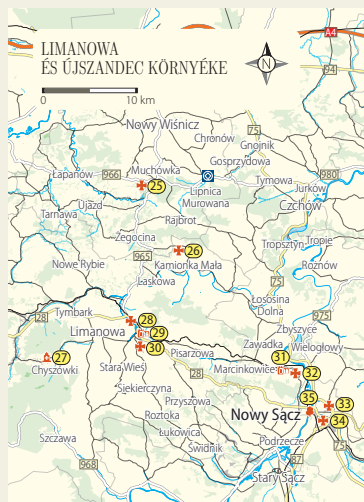 LIMANOWA
ÉS ÚJSZANDEC KÖRNYÉKE
N
A4
94
0 10 km
Nowy Wiśnicz
75
Chronów
Gnojnik
Gosprzydowa
Łapanów
966
Muchówka
25
Lipnica
Murowana
Tymowa
980
Jurków
Czchów
Ujazd
Tarnawa
Rajbrot
Żegocina
26
965
Kamionka Mała
Tropsztyn
Tropie
Rożnów
Nowe Rybie
Laskowa
75
Łososina
Dolna
28
Tymbark
Limanowa
28
29
30
975
Zbyszyce
Zawadka
Wielogłowy
27
Chyszówki
Pisarzowa
31
Marcinkowice
32
Stara Wieś
28
Siekierczyna
Przyszowa
35
33
Roztoka
Nowy Sącz
34
Szczawa
Łukowica
Świdnik
Podrzecze
75
968
87
Stary Sącz